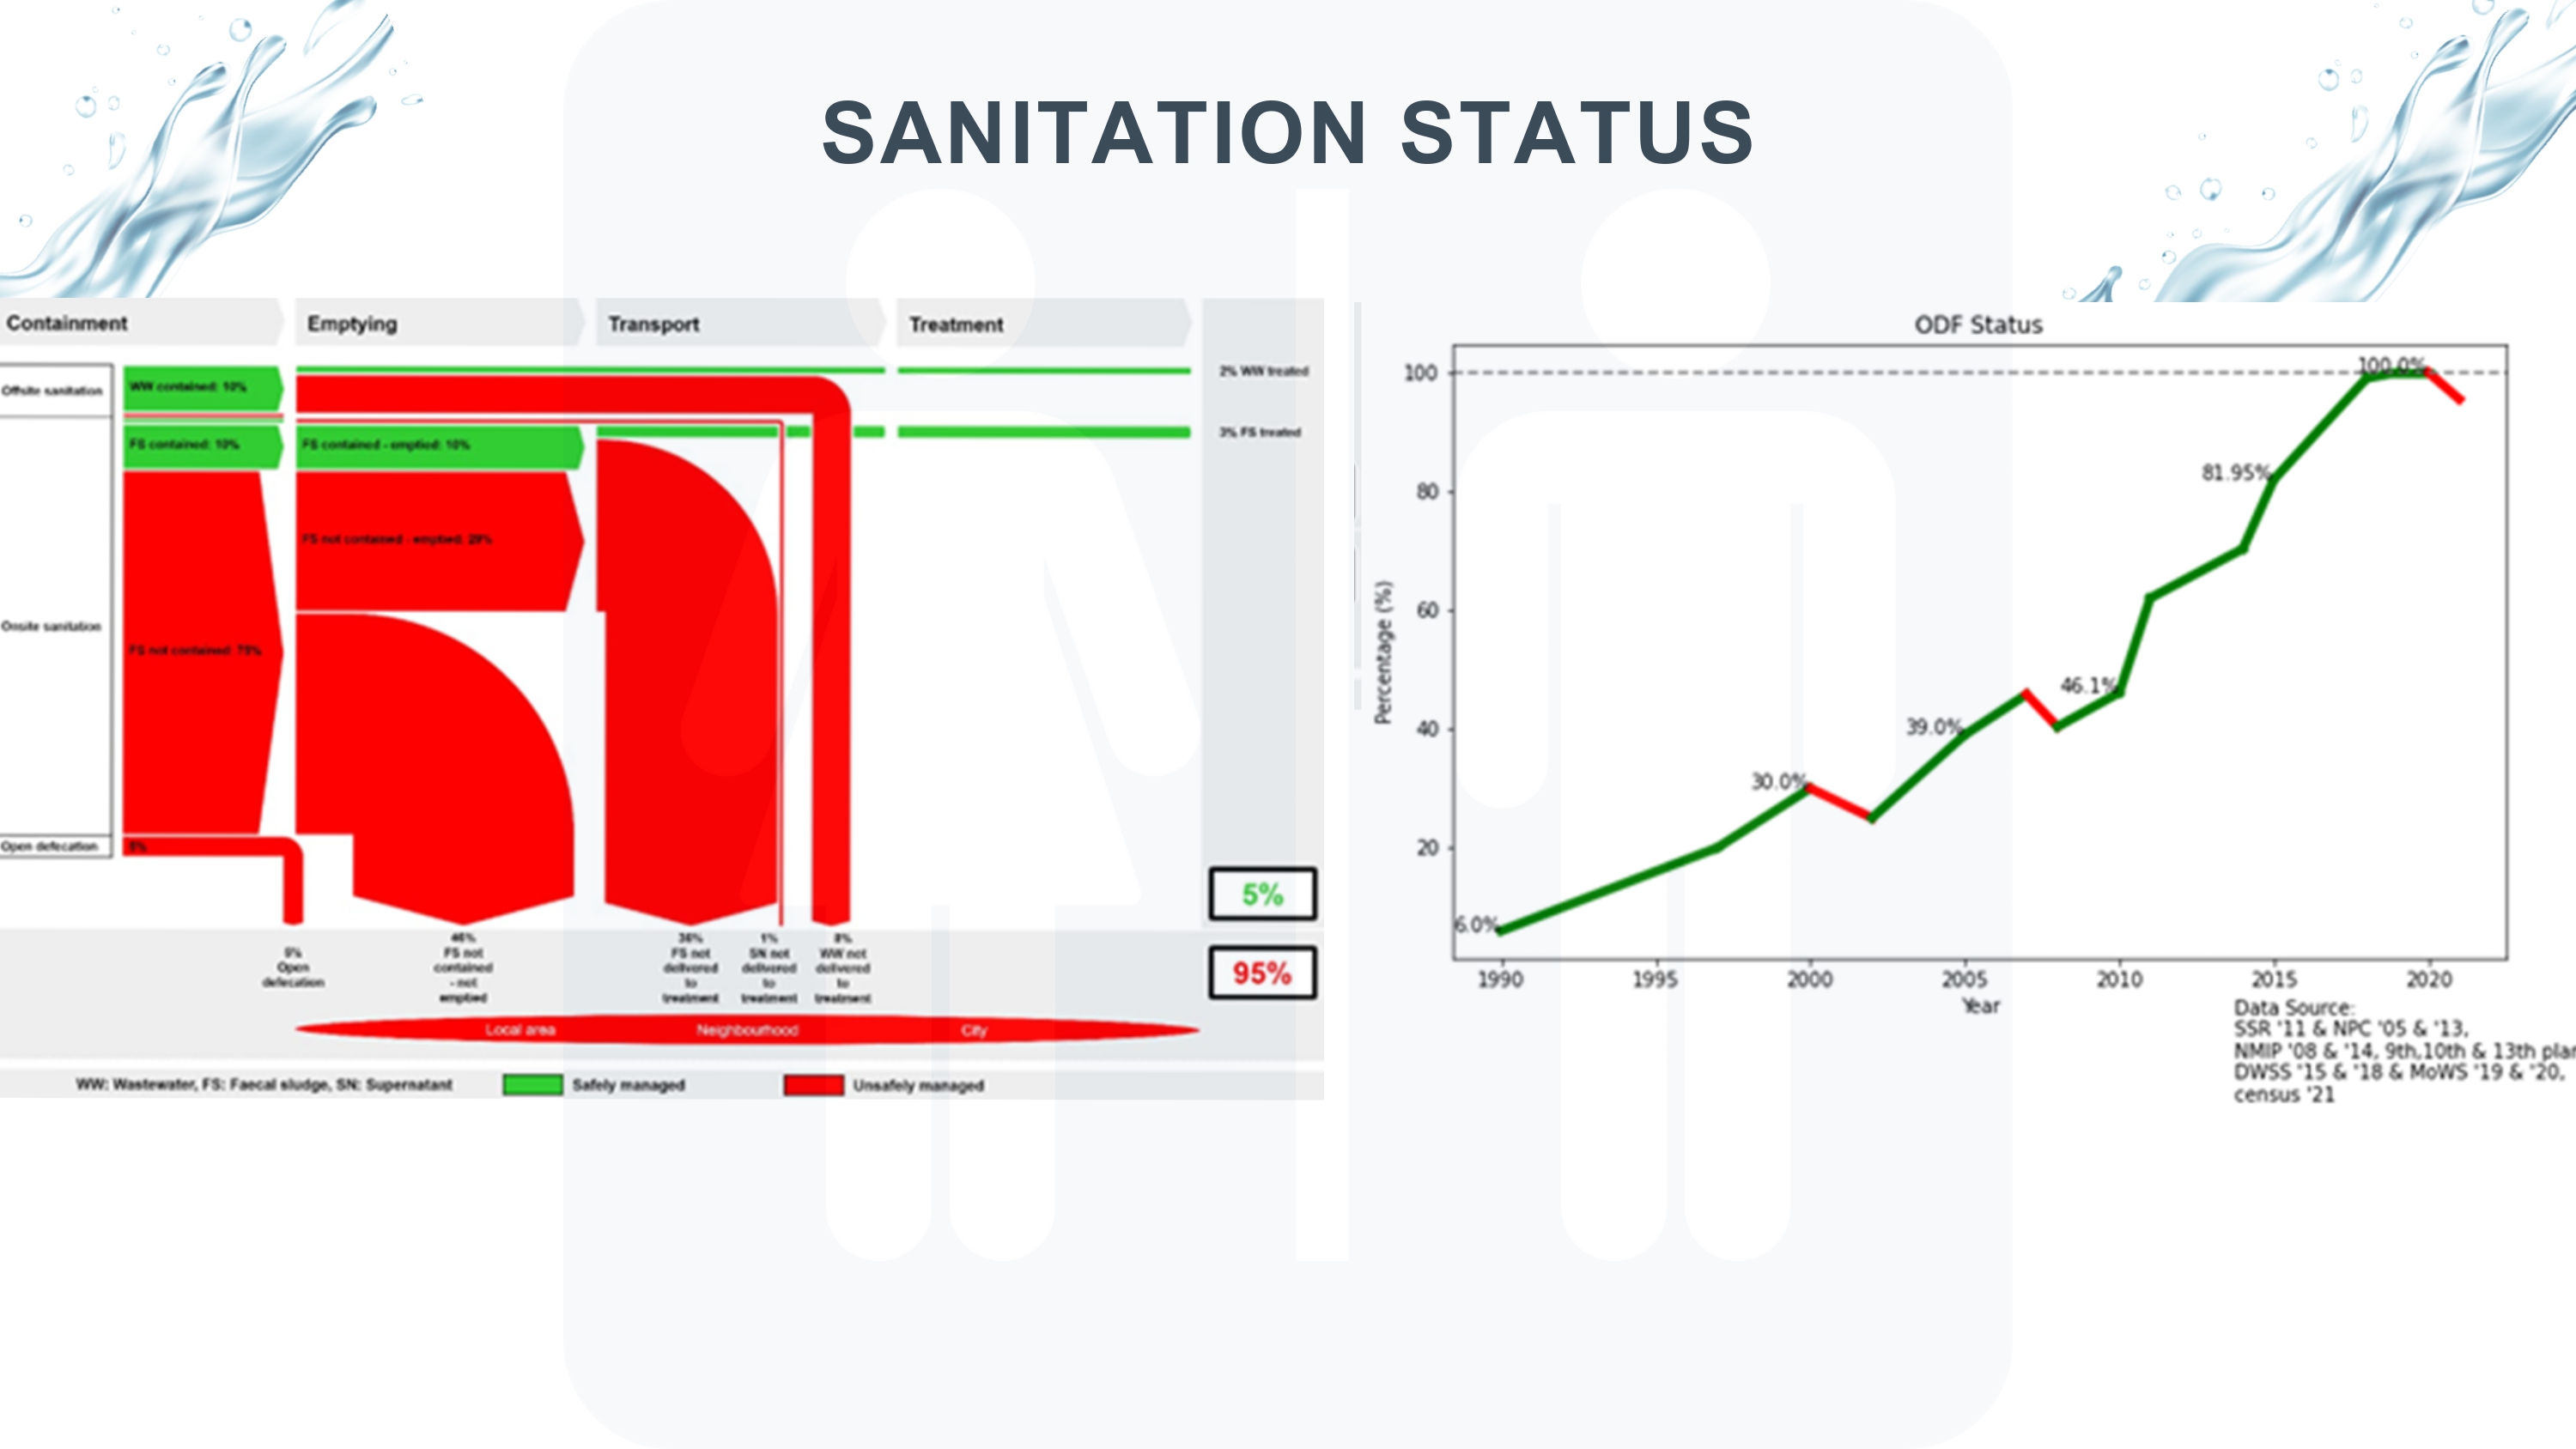 SANITATION STATUS
Containment
Emptying
Transport
Treatment
Offsite sanitation
WW contained: 10%
2% WW treated
FS contained: 10%
FS contained - emptied: 10%
3% FS treated
FS not contained - emptied: 29%
Onsite sanitation
FS not contained: 75%
Open defecation
5%
5%
95%
5%
Open
defecation
46%
FS not
contained
- not
emptied
36%
FS not
delivered
to
treatment
1%
SN not
delivered
to
treatment
8%
WW not
delivered
to
treatment
Local area
Neighbourhood
City
WW: Wastewater, FS: Faecal sludge, SN: Supernatant
Safely managed
Unsafely managed
ODF Status
Percentage (%)
100
80
60
40
20
6.0%
30.0%
39.0%
46.1%
81.95%
100.0%
1990
1995
2000
2005
2010
2015
2020
Year
Data Source:
SSR '11 & NPC '05 & '13,
NMIP '08 & '14, 9th,10th & 13th plan
DWSS '15 & '18 & MoWS '19 & '20,
census '21